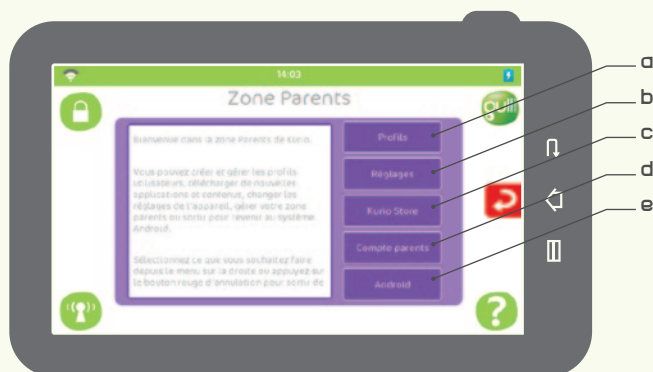 14:03
Zone Parents
gulli
Bienvenue dans la zone Parents de Kurio.
Vous pouvez créer et gérer les profils
utilisateurs, télécharger de nouvelles
applications et contenus, changer les
réglages de l'appareil, gérer votre zone
parents ou sortir pour revenir au système
Android.
Sélectionnez ce que vous souhaitez faire
depuis le menu sur la droite ou appuyez sur
le bouton rouge d'annulation pour sortir de
Profils
Réglages
Kurio Store
Compte parents
Android
?
a
b
c
d
e